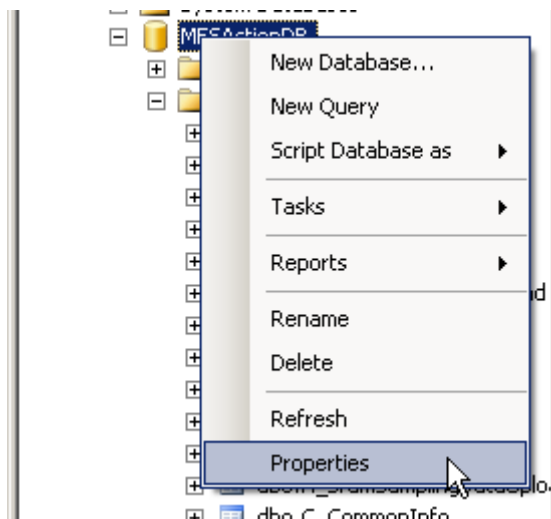 MESActionDB
New Database...
New Query
Script Database as
Tasks
Reports
Rename
Delete
Refresh
Properties
dbo.C_CommonInfo